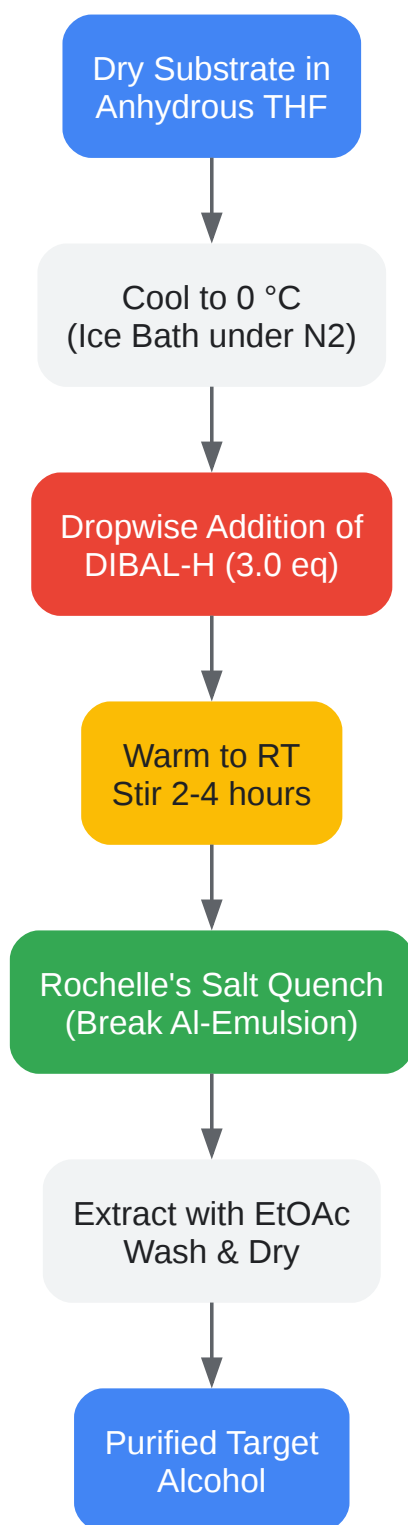 Dry Substrate in
Anhydrous THF
Cool to 0 °C
(Ice Bath under N2)
Dropwise Addition of
DIBAL-H (3.0 eq)
Warm to RT
Stir 2-4 hours
Rochelle's Salt Quench
(Break Al-Emulsion)
Extract with EtOAc
Wash & Dry
Purified Target
Alcohol